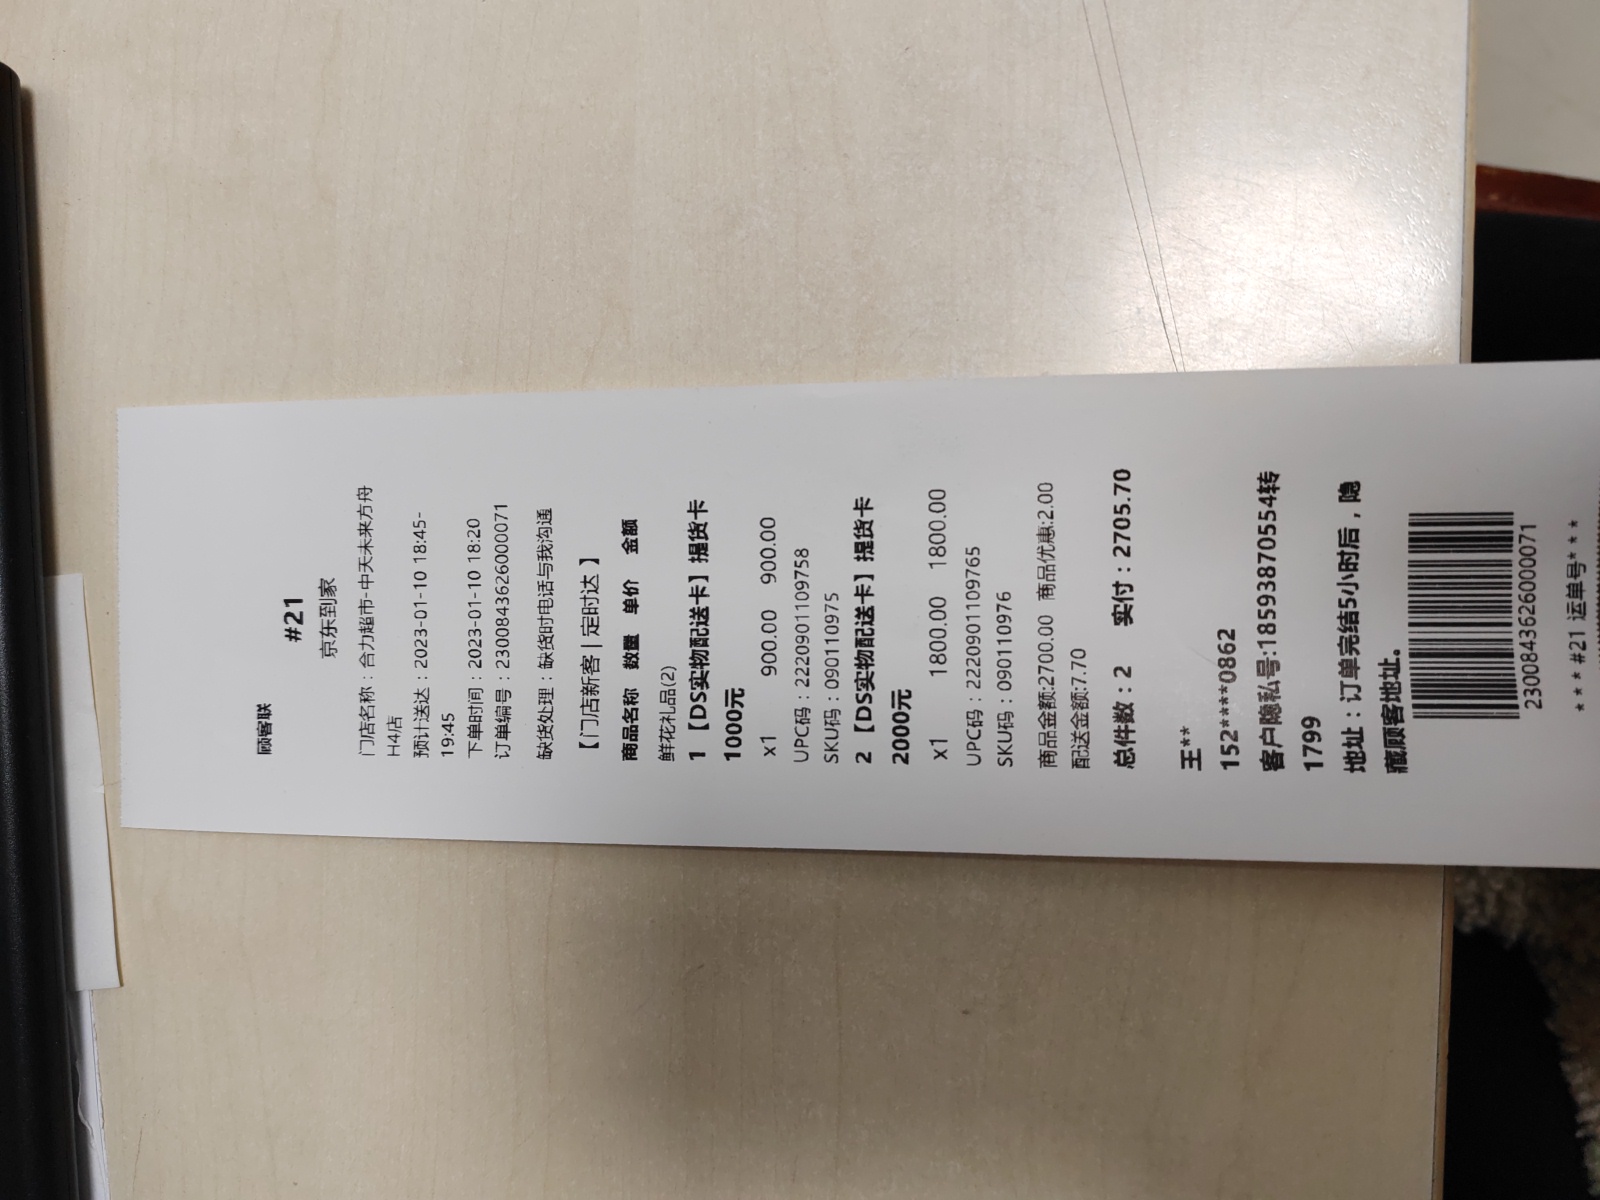 顾客联
#21
京东到家
门店名称：合力超市-中天未来方舟
H4店
预计送达：2023-01-10 18:45-
19:45
下单时间：2023-01-10 18:20
订单编号：2300843626000071
缺货处理：缺货时电话与我沟通
【门店新客 | 定时达】
商品名称 数量 单价 金额
鲜花礼品(2)
1【DS实物配送卡】提货卡
1000元
x1 900.00 900.00
UPC码：2220901109758
SKU码：090110975
2【DS实物配送卡】提货卡
2000元
x1 1800.00 1800.00
UPC码：2220901109765
SKU码：090110976
商品金额:2700.00 商品优惠:2.00
配送金额:7.70
总件数：2 实付：2705.70
王**
152****0862
客户隐私号:18593870554转
1799
地址：订单完结5小时后，隐
藏顾客地址。
2300843626000071
****#21 运单号***